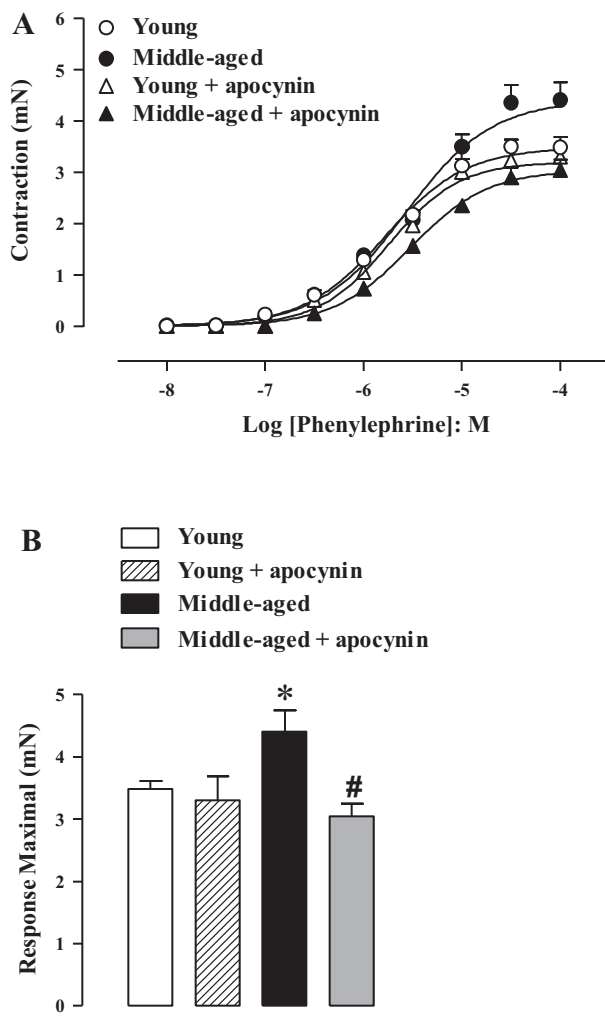 A
Young
Middle-aged
Young + apocynin
Middle-aged + apocynin
Contraction (mN)
6
5
4
3
2
1
0
-8 -7 -6 -5 -4
Log [Phenylephrine]: M
B
Young
Young + apocynin
Middle-aged
Middle-aged + apocynin
Response Maximal (mN)
5
4
3
2
1
0
*
#